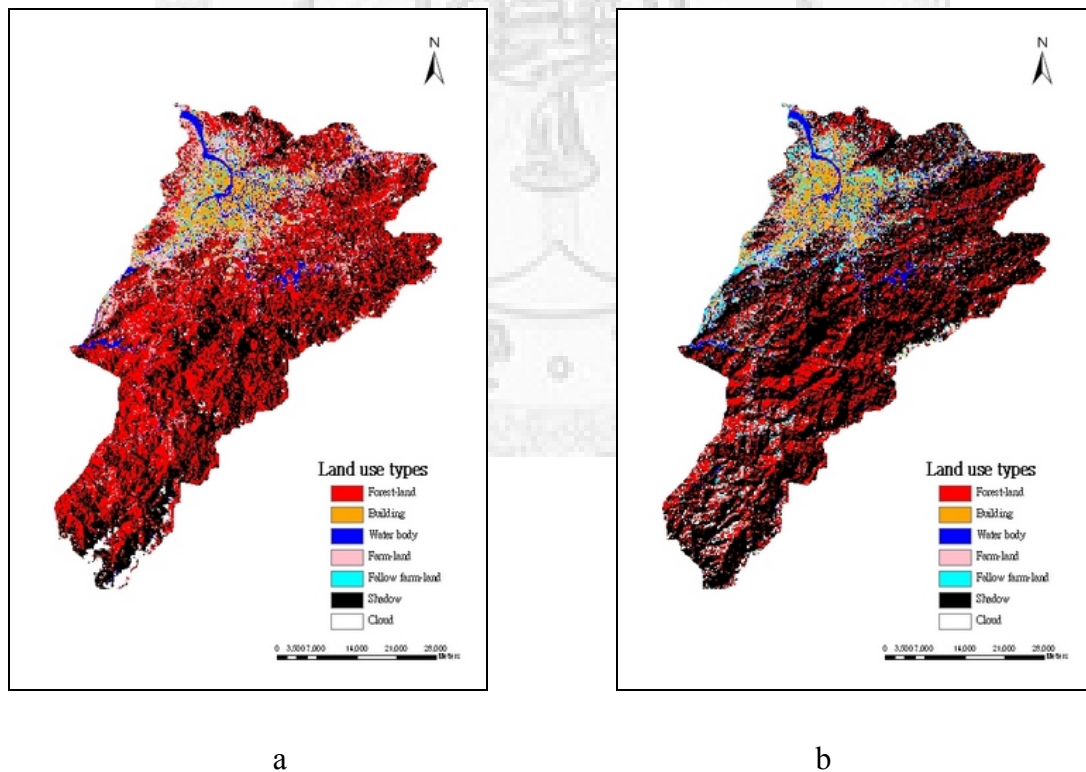 N
Land use types
Forest-land
Building
Water body
Farm-land
Fellow farm-land
Shadow
Cloud
0 3,500 7,000 14,000 21,000 28,000
Meters
a
N
Land use types
Forest-land
Building
Water body
Farm-land
Fellow farm-land
Shadow
Cloud
0 3,500 7,000 14,000 21,000 28,000
Meters
b